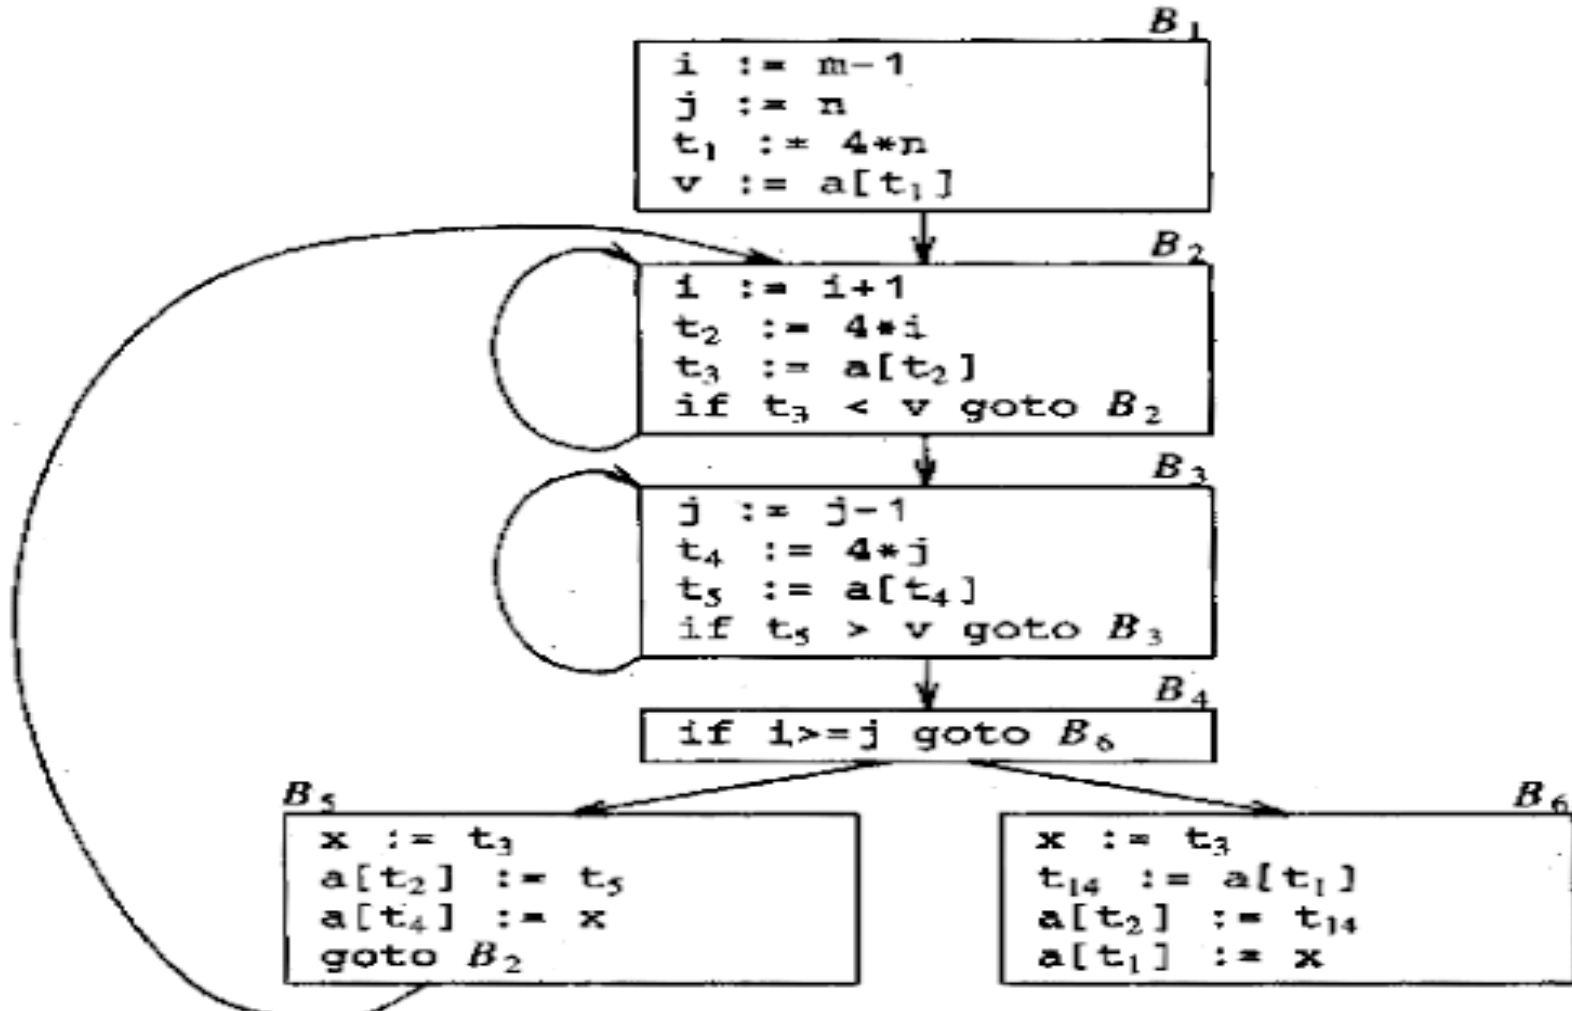 B₁
i := m-1
j := n
t₁ := 4*n
v := a[t₁]
B₂
i := i+1
t₂ := 4*i
t₃ := a[t₂]
if t₃ < v goto B₂
B₃
j := j-1
t₄ := 4*j
t₅ := a[t₄]
if t₅ > v goto B₃
B₄
if i>=j goto B₆
B₅
x := t₃
a[t₂] := t₅
a[t₄] := x
goto B₂
B₆
x := t₃
t₁₄ := a[t₁]
a[t₂] := t₁₄
a[t₁] := x